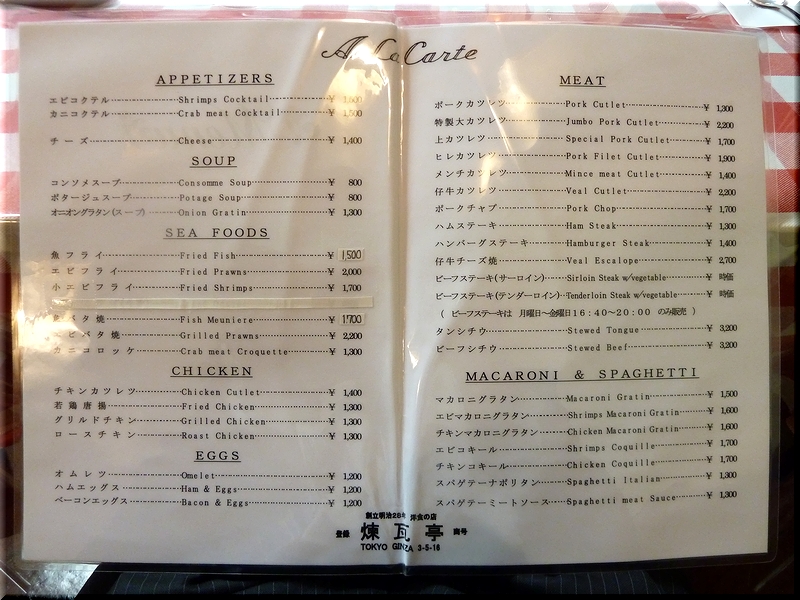 A La Carte
APPETIZERS
エビコクテル Shrimps Cocktail ¥
カニコクテル Crab meat Cocktail ¥ 1,500
チーズ Cheese ¥ 1,400
SOUP
コンソメスープ Consomme Soup ¥ 800
ポタージュスープ Potage Soup ¥ 800
オニオングラタン(スープ) Onion Gratin ¥ 1,300
SEA FOODS
魚フライ Fried Fish ¥ 1,500
エビフライ Fried Prawns ¥ 2,000
小エビフライ Fried Shrimps ¥ 1,700
魚バタ焼 Fish Meuniere ¥ 1,700
エビバタ焼 Grilled Prawns ¥ 2,200
カニコロッケ Crab meat Croquette ¥ 1,300
CHICKEN
チキンカツレツ Chicken Cutlet ¥ 1,400
若鶏唐揚 Fried Chicken ¥ 1,300
グリルドチキン Grilled Chicken ¥ 1,300
ロースチキン Roast Chicken ¥ 1,300
EGGS
オムレツ Omelet ¥ 1,200
ハムエッグス Ham & Eggs ¥ 1,200
ベーコンエッグス Bacon & Eggs ¥ 1,200
MEAT
ポークカツレツ Pork Cutlet ¥ 1,300
特製大カツレツ Jumbo Pork Cutlet ¥ 2,200
上カツレツ Special Pork Cutlet ¥ 1,700
ヒレカツレツ Pork Filet Cutlet ¥ 1,900
メンチカツレツ Mince meat Cutlet ¥ 1,400
仔牛カツレツ Veal Cutlet ¥ 2,200
ポークチャプ Pork Chop ¥ 1,700
ハムステーキ Ham Steak ¥ 1,300
ハンバーグステーキ Hamburger Steak ¥ 1,400
仔牛チーズ焼 Veal Escalope ¥ 2,700
ビーフステーキ(サーロイン) Sirloin Steak w/vegetable ¥ 時価
ビーフステーキ(テンダーロイン) Tenderloin Steak w/vegetable ¥ 時価
( ビーフステーキは 月曜日〜金曜日16:40〜20:00 のみ販売 )
タンシチウ Stewed Tongue ¥ 3,200
ビーフシチウ Stewed Beef ¥ 3,200
MACARONI & SPAGHETTI
マカロニグラタン Macaroni Gratin ¥ 1,500
エビマカロニグラタン Shrimps Macaroni Gratin ¥ 1,600
チキンマカロニグラタン Chicken Macaroni Gratin ¥ 1,600
エビコキール Shrimps Coquille ¥ 1,700
チキンコキール Chicken Coquille ¥ 1,700
スパゲテーナポリタン Spaghetti Italian ¥ 1,300
スパゲテーミートソース Spaghetti meat Sauce ¥ 1,300
創立明治28年 洋食の店
登録 煉瓦亭 商号
TOKYO GINZA 3-5-16